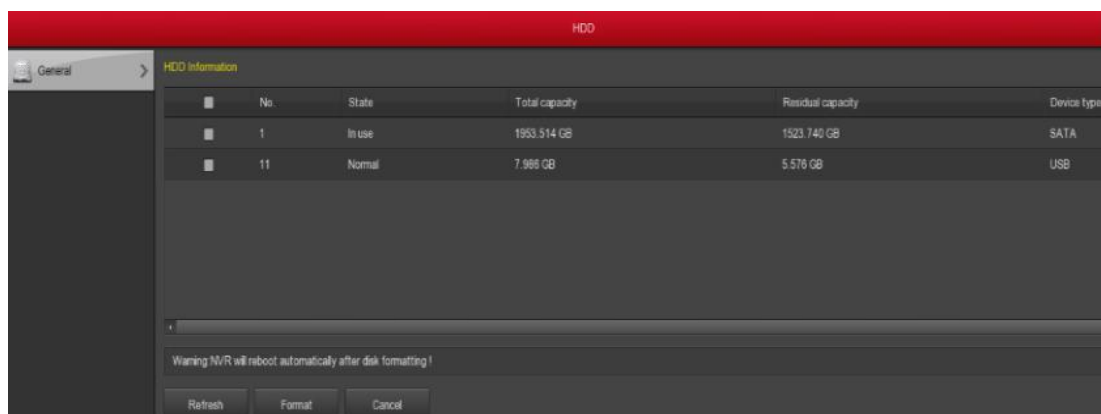 HDD
General
HDD Information
No. State Total capacity Residual capacity Device type
1 In use 1953.514 GB 1523.740 GB SATA
11 Normal 7.986 GB 5.576 GB USB
Warning:NVR will reboot automatically after disk formatting !
Refresh Format Cancel